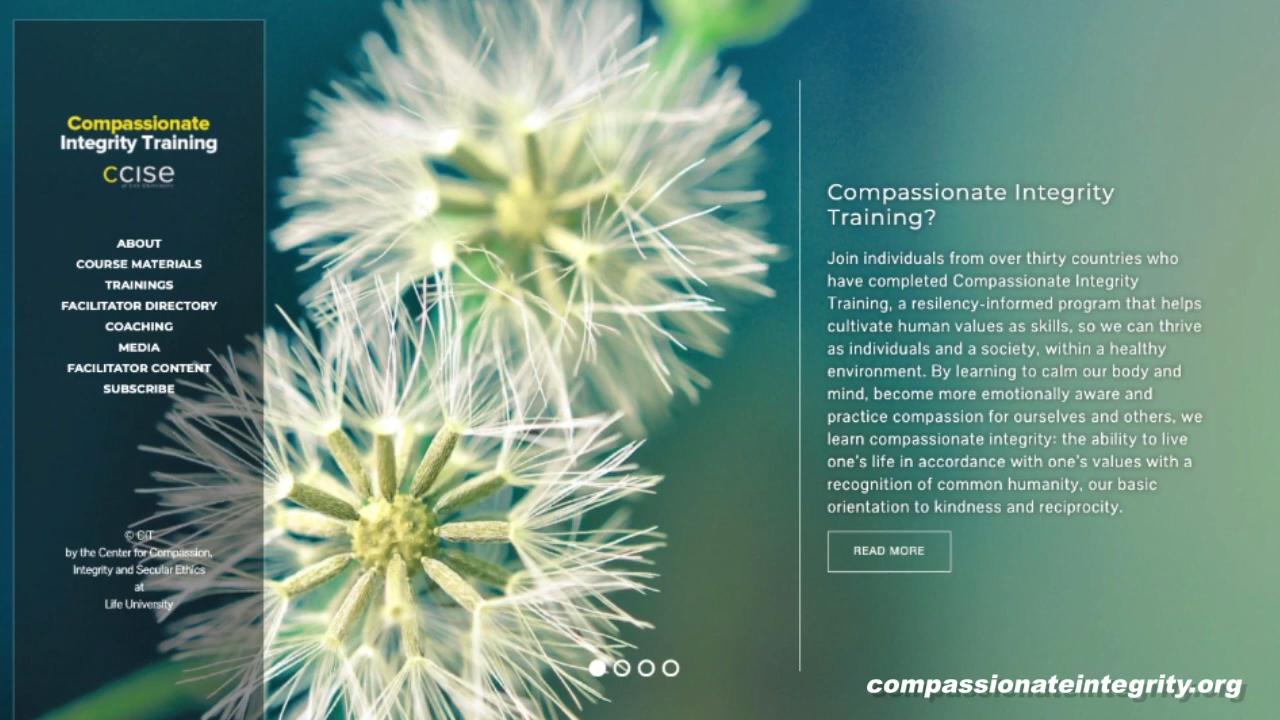 Compassionate
Integrity Training
ccise
ABOUT
COURSE MATERIALS
TRAININGS
FACILITATOR DIRECTORY
COACHING
MEDIA
FACILITATOR CONTENT
SUBSCRIBE
© CIT
by the Center for Compassion,
Integrity and Secular Ethics
at
Life University
Compassionate Integrity
Training?
Join individuals from over thirty countries who
have completed Compassionate Integrity
Training, a resilency-informed program that helps
cultivate human values as skills, so we can thrive
as individuals and a society, within a healthy
environment. By learning to calm our body and
mind, become more emotionally aware and
practice compassion for ourselves and others, we
learn compassionate integrity: the ability to live
one's life in accordance with one's values with a
recognition of common humanity, our basic
orientation to kindness and reciprocity.
READ MORE
compassionateintegrity.org